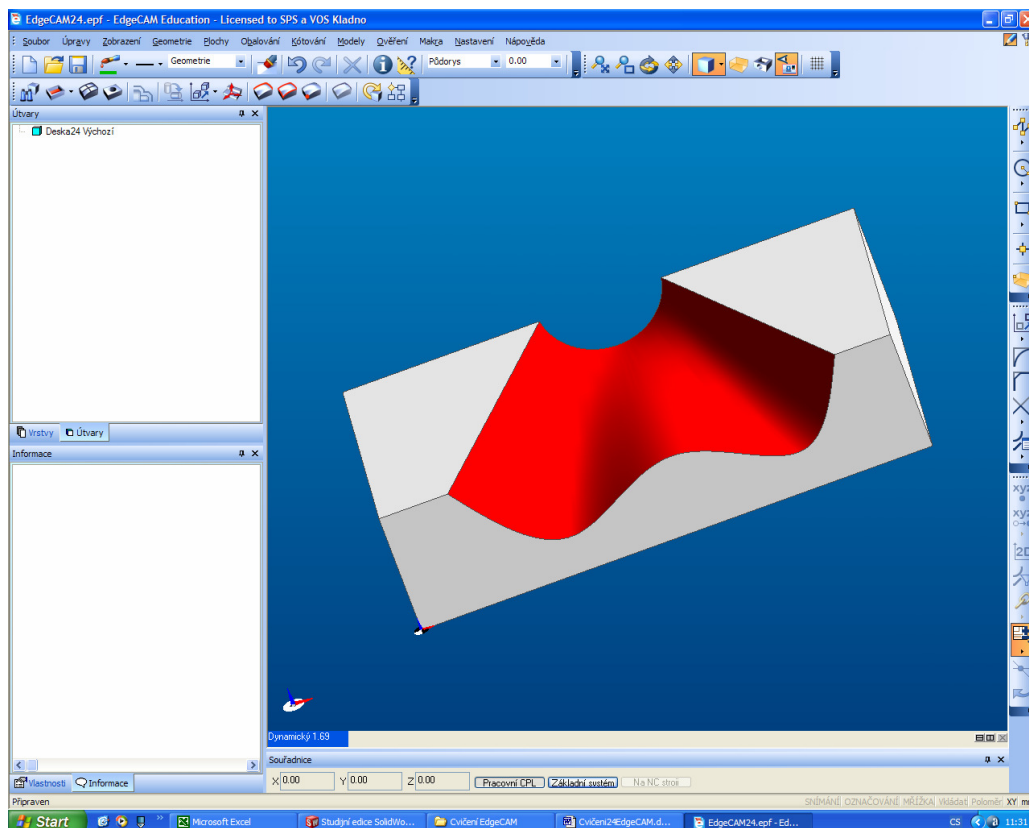 EdgeCAM24.epf - EdgeCAM Education - Licensed to SPS a VOS Kladno
Soubor Úpravy Zobrazení Geometrie Plochy Obalování Kótování Modely Ověření Makra Nastavení Nápověda
Geometrie Půdorys 0.00
Útvary
Deska24 Výchozí
Vrstvy Útvary
Informace
Dynamický 1.69
Souřadnice
X 0.00 Y 0.00 Z 0.00 Pracovní CPL Základní systém Na NC stroji
Vlastnosti Informace
Připraven SNÍMÁNÍ OZNAČOVÁNÍ MŘÍŽKA Vkládat Poloměr XY
Start Microsoft Excel Studijní edice SolidWo... Cvičení EdgeCAM Cvičení24EdgeCAM.d... EdgeCAM24.epf - Ed... CS 11:31